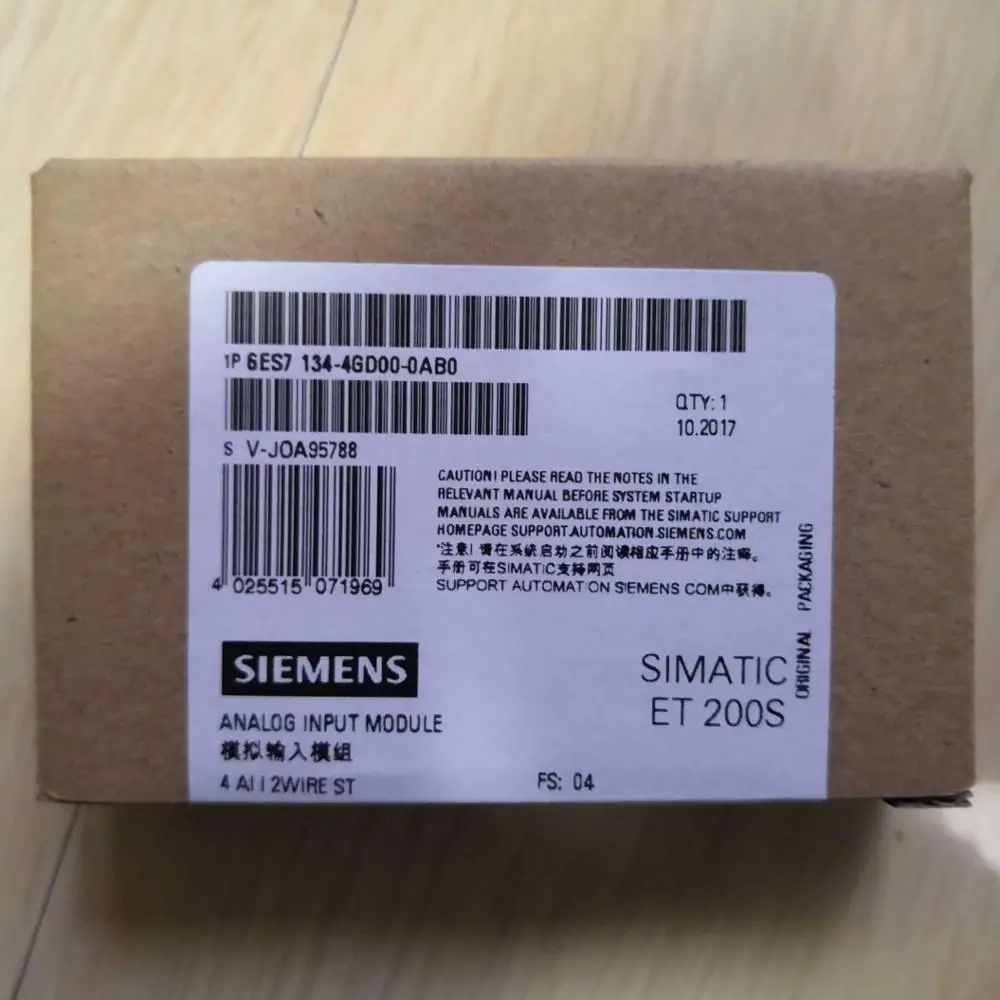 1P 6ES7 134-4GD00-0AB0
QTY: 1
10.2017
S V-JOA95788
CAUTION! PLEASE READ THE NOTES IN THE
RELEVANT MANUAL BEFORE SYSTEM STARTUP
MANUALS ARE AVAILABLE FROM THE SIMATIC SUPPORT
HOMEPAGE SUPPORT.AUTOMATION.SIEMENS.COM
"注意! 请在系统启动之前阅读相应手册中的注释。
手册可在SIMATIC支持网页
SUPPORT AUTOMATION SIEMENS COM中获得。
4 025515 071969
ORIGINAL PACKAGING
SIEMENS
SIMATIC
ET 200S
ANALOG INPUT MODULE
模拟输入模组
4 AI I 2WIRE ST
FS: 04